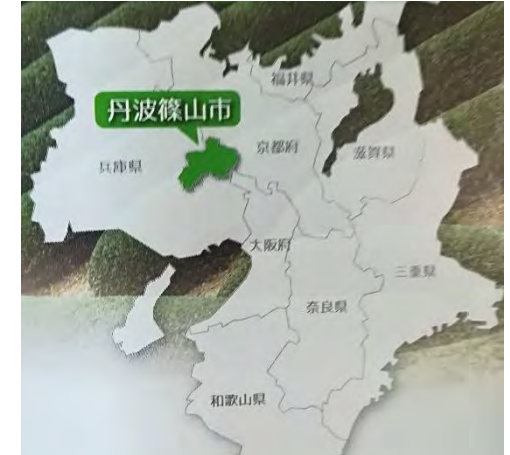 福井県
丹波篠山市
京都府
滋賀県
兵庫県
大阪府
三重県
奈良県
和歌山県